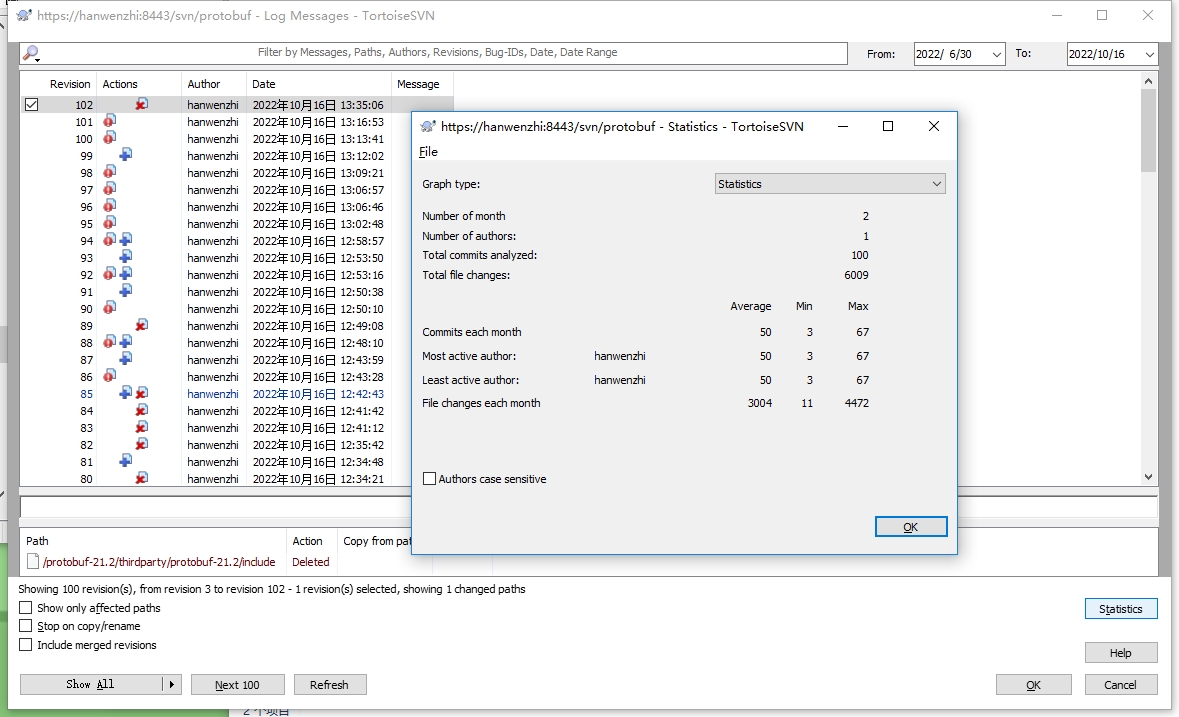 https://hanwenzhi:8443/svn/protobuf - Log Messages - TortoiseSVN
Filter by Messages, Paths, Authors, Revisions, Bug-IDs, Date, Date Range From: 2022/ 6/30 To: 2022/10/16
Revision Actions Author Date Message
102 hanwenzhi 2022年10月16日 13:35:06
101 hanwenzhi 2022年10月16日 13:16:53
100 hanwenzhi 2022年10月16日 13:13:41
99 hanwenzhi 2022年10月16日 13:12:02
98 hanwenzhi 2022年10月16日 13:09:21
97 hanwenzhi 2022年10月16日 13:06:57
96 hanwenzhi 2022年10月16日 13:06:46
95 hanwenzhi 2022年10月16日 13:02:48
94 hanwenzhi 2022年10月16日 12:58:57
93 hanwenzhi 2022年10月16日 12:53:50
92 hanwenzhi 2022年10月16日 12:53:16
91 hanwenzhi 2022年10月16日 12:50:38
90 hanwenzhi 2022年10月16日 12:50:10
89 hanwenzhi 2022年10月16日 12:49:08
88 hanwenzhi 2022年10月16日 12:48:10
87 hanwenzhi 2022年10月16日 12:43:59
86 hanwenzhi 2022年10月16日 12:43:28
85 hanwenzhi 2022年10月16日 12:42:43
84 hanwenzhi 2022年10月16日 12:41:42
83 hanwenzhi 2022年10月16日 12:41:12
82 hanwenzhi 2022年10月16日 12:35:42
81 hanwenzhi 2022年10月16日 12:34:48
80 hanwenzhi 2022年10月16日 12:34:21
https://hanwenzhi:8443/svn/protobuf - Statistics - TortoiseSVN
File
Graph type: Statistics
Number of month 2
Number of authors: 1
Total commits analyzed: 100
Total file changes: 6009
Average Min Max
Commits each month 50 3 67
Most active author: hanwenzhi 50 3 67
Least active author: hanwenzhi 50 3 67
File changes each month 3004 11 4472
Authors case sensitive
OK
Path Action Copy from pat
/protobuf-21.2/thirdparty/protobuf-21.2/include Deleted
Showing 100 revision(s), from revision 3 to revision 102 - 1 revision(s) selected, showing 1 changed paths
Show only affected paths Statistics
Stop on copy/rename
Include merged revisions Help
Show All Next 100 Refresh OK Cancel
2 个项目